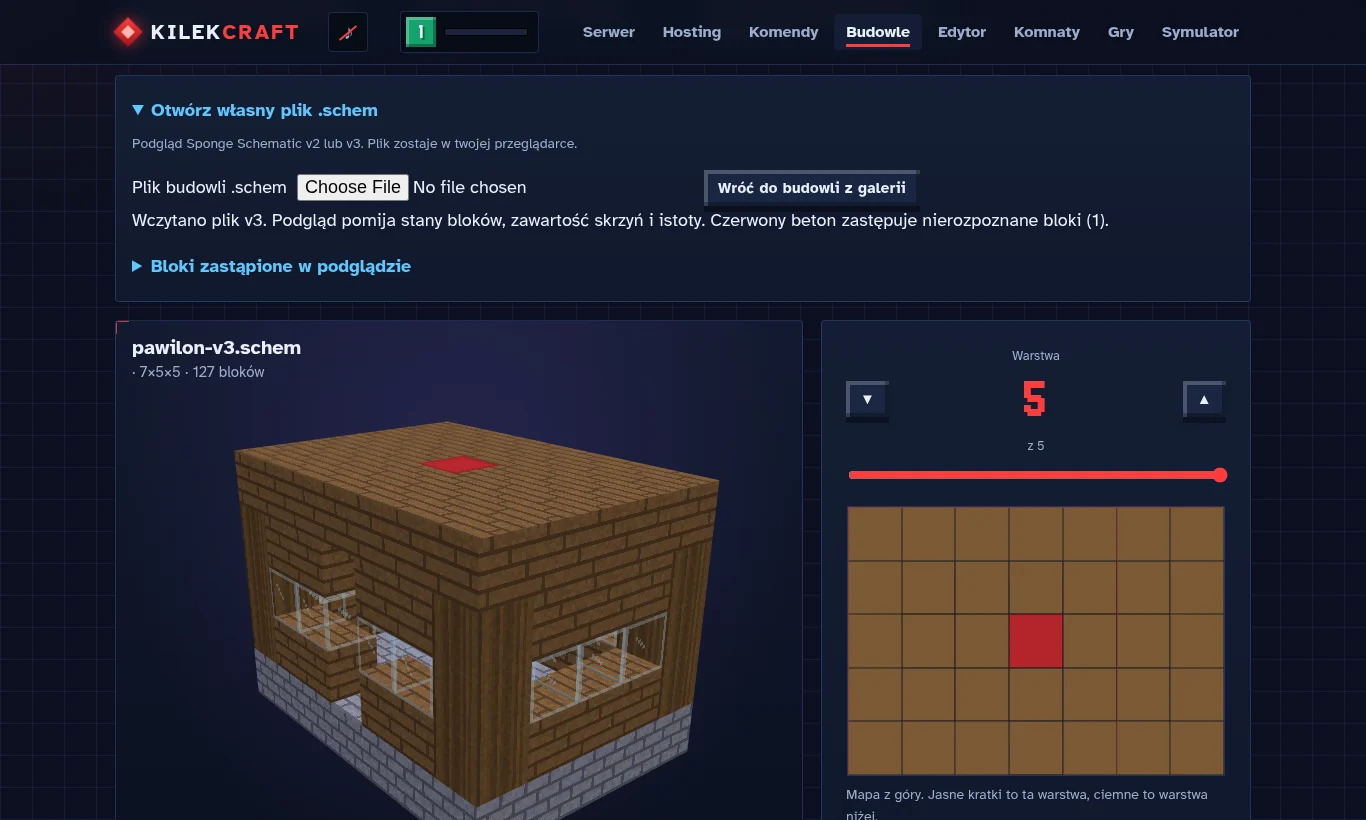 KILEKCRAFT
Serwer
Hosting
Komendy
Budowle
Edytor
Komnaty
Gry
Symulator
▼ Otwórz własny plik .schem
Podgląd Sponge Schematic v2 lub v3. Plik zostaje w twojej przeglądarce.
Plik budowli .schem Choose File No file chosen
Wróć do budowli z galerii
Wczytano plik v3. Podgląd pomija stany bloków, zawartość skrzyń i istoty. Czerwony beton zastępuje nierozpoznane bloki (1).
▶ Bloki zastąpione w podglądzie
pawilon-v3.schem
· 7×5×5 · 127 bloków
Warstwa
▼
5
▲
z 5
Mapa z góry. Jasne kratki to ta warstwa, ciemne to warstwa
niżej.